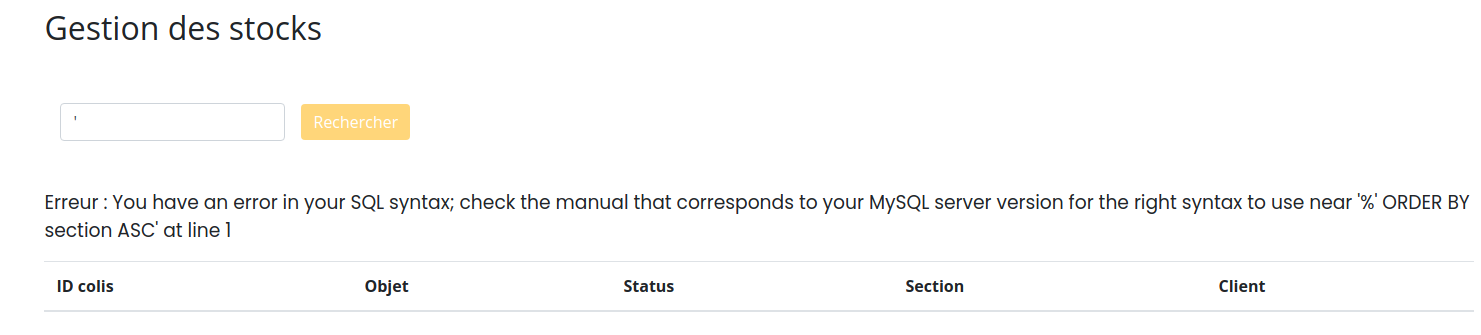 Gestion des stocks
' Rechercher
Erreur : You have an error in your SQL syntax; check the manual that corresponds to your MySQL server version for the right syntax to use near '%' ORDER BY
section ASC' at line 1
ID colis Objet Status Section Client